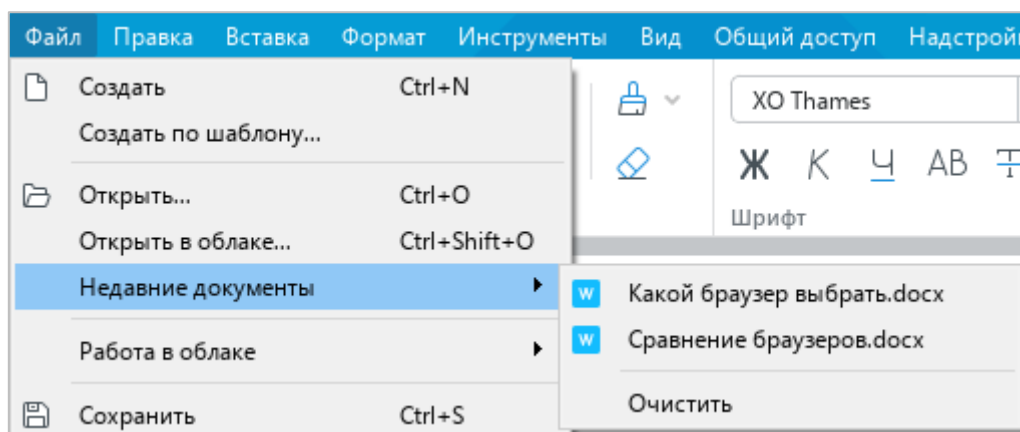 Файл Правка Вставка Формат Инструменты Вид Общий доступ
Создать Ctrl+N
Создать по шаблону...
XO Thames
Ж К Ч АВ Т
Открыть... Ctrl+O
Шрифт
Открыть в облаке... Ctrl+Shift+O
Недавние документы
W Какой браузер выбрать.docx
W Сравнение браузеров.docx
Работа в облаке
Очистить
Сохранить Ctrl+S